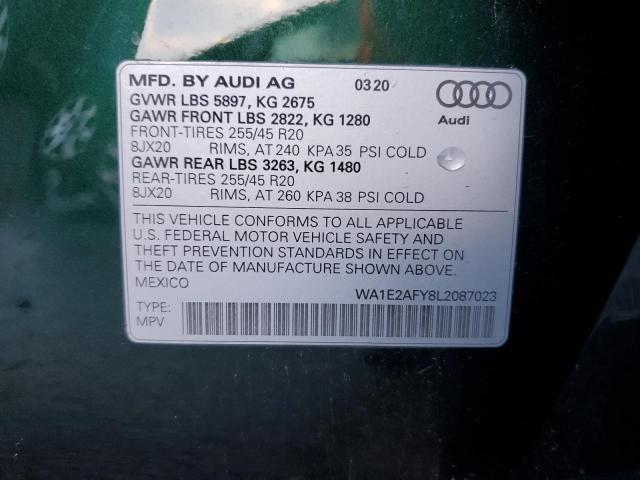 MFD. BY AUDI AG 03 20
GVWR LBS 5897, KG 2675
GAWR FRONT LBS 2822, KG 1280
FRONT-TIRES 255/45 R20
8JX20 RIMS, AT 240 KPA 35 PSI COLD
GAWR REAR LBS 3263, KG 1480
REAR-TIRES 255/45 R20
8JX20 RIMS, AT 260 KPA 38 PSI COLD
Audi
THIS VEHICLE CONFORMS TO ALL APPLICABLE
U.S. FEDERAL MOTOR VEHICLE SAFETY AND
THEFT PREVENTION STANDARDS IN EFFECT ON
THE DATE OF MANUFACTURE SHOWN ABOVE.
MEXICO
WA1E2AFY8L2087023
TYPE:
MPV